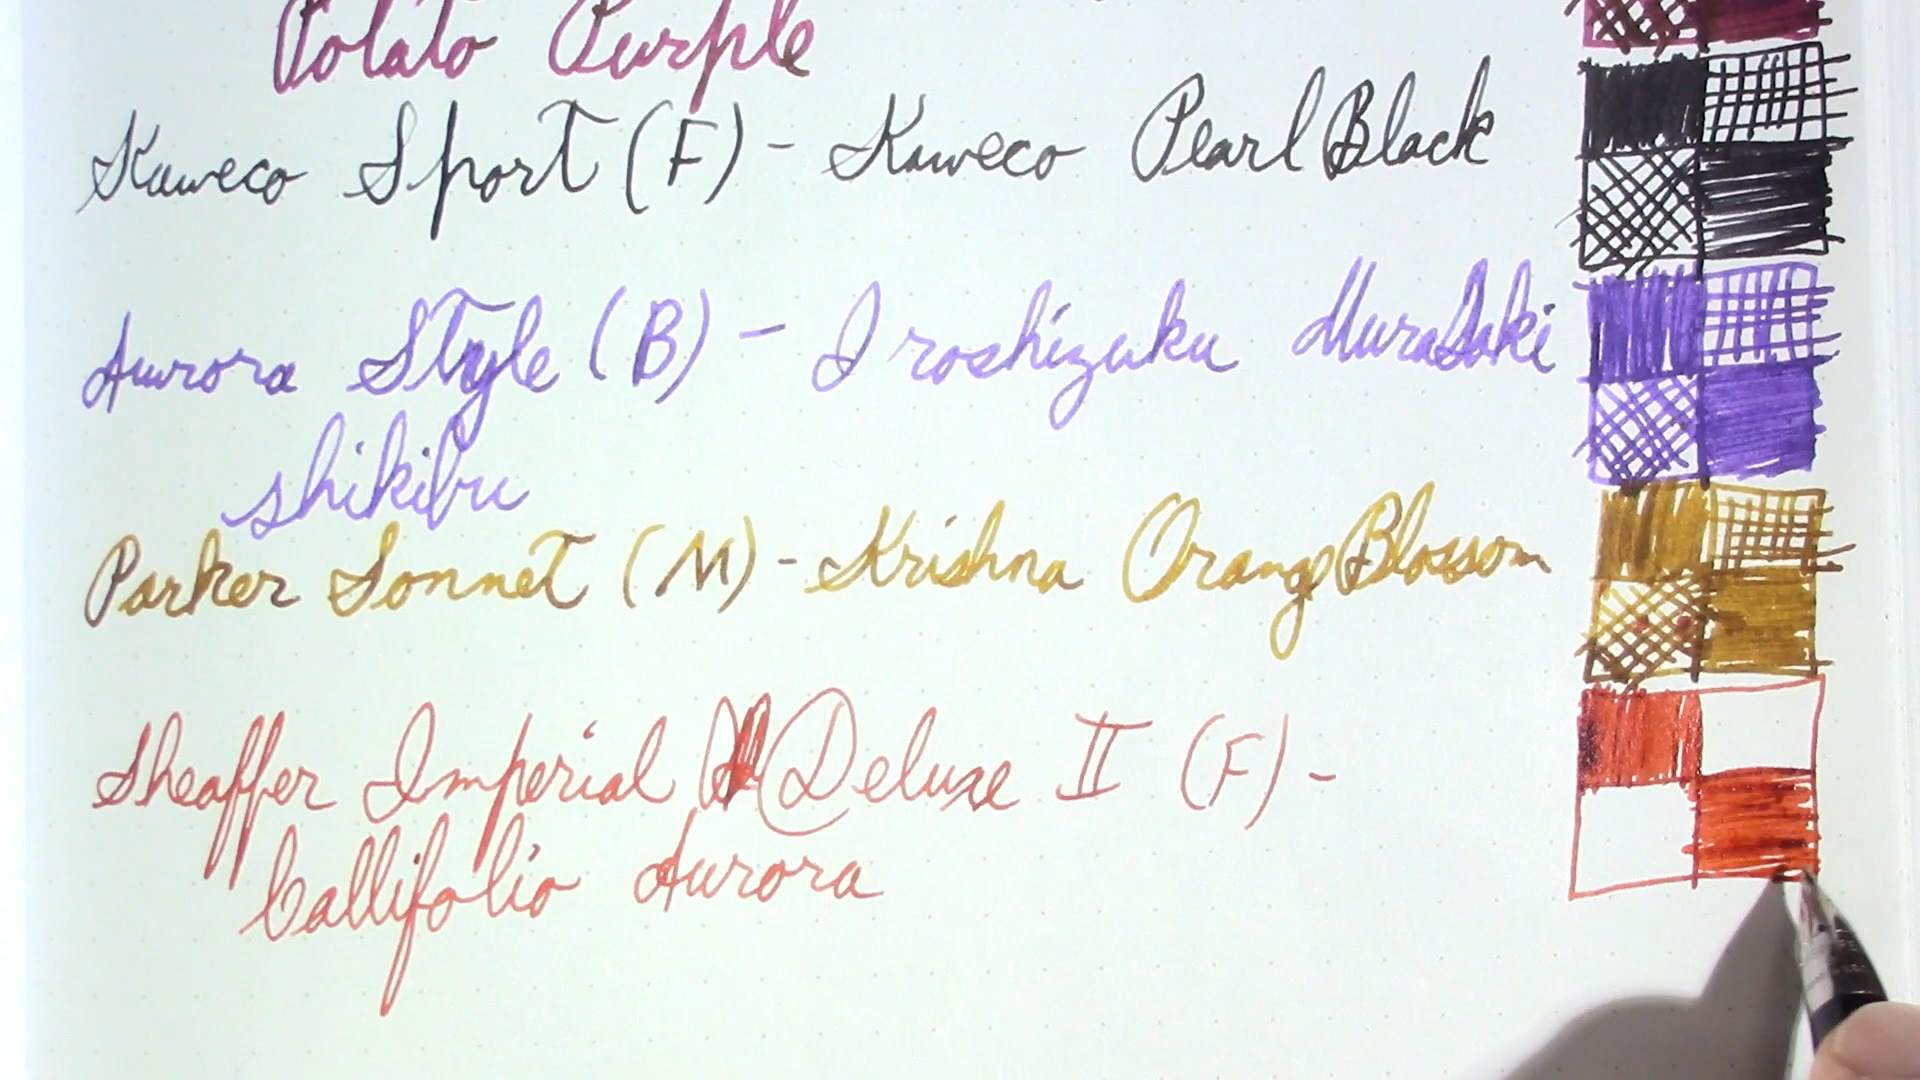 Potato Purple
Kaweco Sport (F) - Kaweco Pearl Black
Aurora Style (B) - Iroshizuku Murasaki
shikibu
Parker Sonnet (M) - Krishna Orange Blossom
Sheaffer Imperial Deluxe II (F) -
Callifolio Aurora